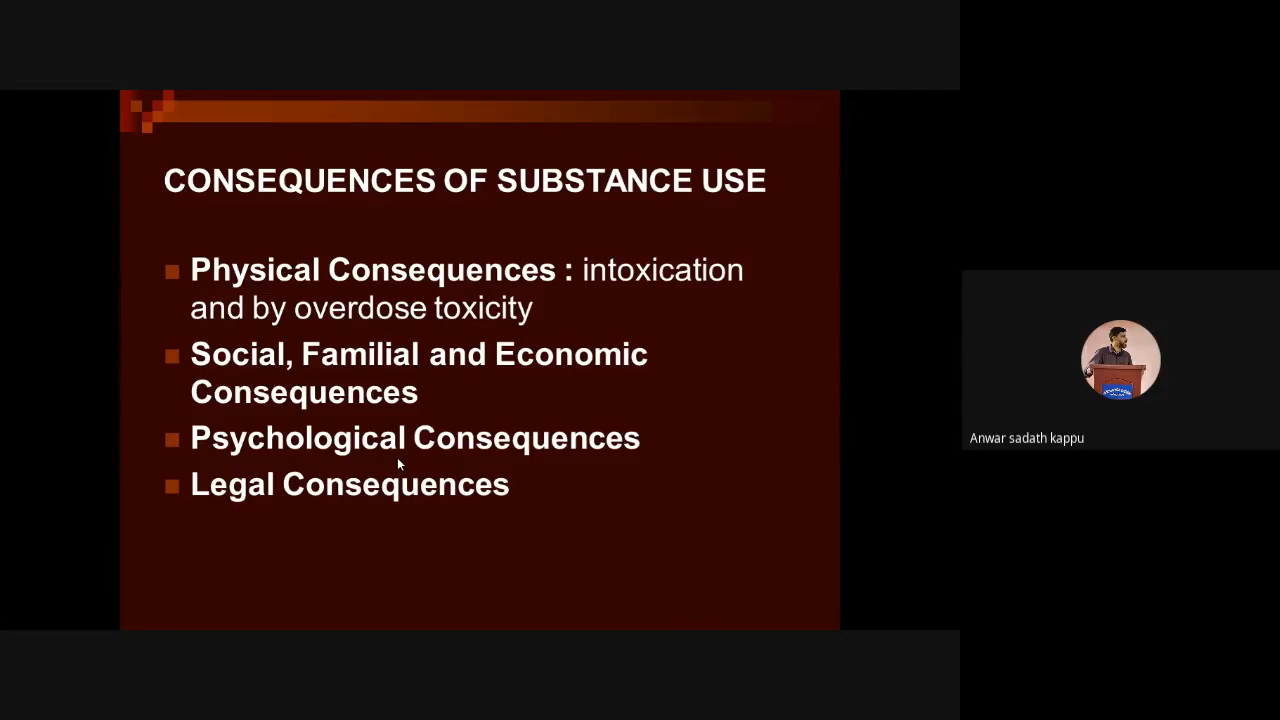 CONSEQUENCES OF SUBSTANCE USE
Physical Consequences : intoxication
and by overdose toxicity
Social, Familial and Economic
Consequences
Psychological Consequences
Legal Consequences
Anwar sadath kappu